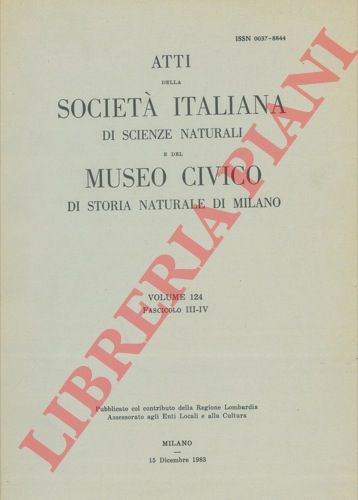 ISSN 0037-8844
ATTI
DELLA
SOCIETÀ ITALIANA
DI SCIENZE NATURALI
E DEL
MUSEO CIVICO
DI STORIA NATURALE DI MILANO
VOLUME 124
FASCICOLO III-IV
Pubblicato col contributo della Regione Lombardia
Assessorato agli Enti Locali e alla Cultura
MILANO
—
15 Dicembre 1983
LIBRERIA PIANI